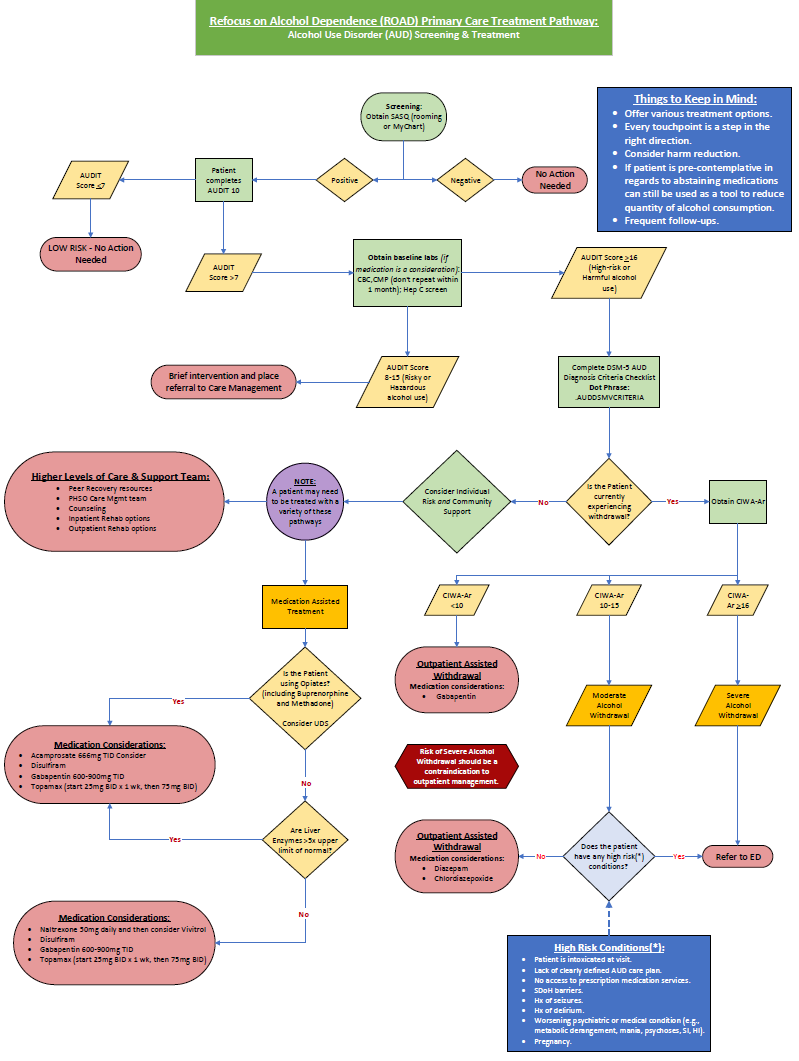 Refocus on Alcohol Dependence (ROAD) Primary Care Treatment Pathway:
Alcohol Use Disorder (AUD) Screening & Treatment
Screening:
Obtain SASQ (rooming
or MyChart)
Things to Keep in Mind:
• Offer various treatment options.
• Every touchpoint is a step in the
right direction.
• Consider harm reduction.
• If patient is pre-contemplative in
regards to abstaining medications
can still be used as a tool to reduce
quantity of alcohol consumption.
• Frequent follow-ups.
AUDIT
Score <7
Patient
completes
AUDIT 10
Positive
Negative
No Action
Needed
LOW RISK - No Action
Needed
AUDIT
Score >7
Obtain baseline labs (if
medication is a consideration):
CBC,CMP (don't repeat within
1 month); Hep C screen
AUDIT Score >16
(High-risk or
Harmful alcohol
use)
Brief intervention and place
referral to Care Management
AUDIT Score
8-15 (Risky or
Hazardous
alcohol use)
Complete DSM-5 AUD
Diagnosis Criteria Checklist
Dot Phrase:
.AUDDSMVCRITERIA
Higher Levels of Care & Support Team:
• Peer Recovery resources
• PHSO Care Mgmt team
• Counseling
• Inpatient Rehab options
• Outpatient Rehab options
NOTE:
A patient may need
to be treated with a
variety of these
pathways
Consider Individual
Risk and Community
Support
No
Is the Patient
currently
experiencing
withdrawal?
Yes
Obtain CIWA-Ar
Medication Assisted
Treatment
CIWA-Ar
<10
CIWA-Ar
10-15
CIWA-
Ar >16
Is the Patient
using Opiates?
(including Buprenorphine
and Methadone)
Consider UDS
Yes
Outpatient Assisted
Withdrawal
Medication considerations:
• Gabapentin
Moderate
Alcohol
Withdrawal
Severe
Alcohol
Withdrawal
Medication Considerations:
• Acamprosate 666mg TID Consider
• Disulfiram
• Gabapentin 600-900mg TID
• Topamax (start 25mg BID x 1 wk, then 75mg BID)
Risk of Severe Alcohol
Withdrawal should be a
contraindication to
outpatient management.
No
Yes
Are Liver
Enzymes >5x upper
limit of normal?
Outpatient Assisted
Withdrawal
Medication considerations:
• Diazepam
• Chlordiazepoxide
No
Does the patient
have any high risk(*)
conditions?
Yes
Refer to ED
No
Medication Considerations:
• Naltrexone 50mg daily and then consider Vivitrol
• Disulfiram
• Gabapentin 600-900mg TID
• Topamax (start 25mg BID x 1 wk, then 75mg BID)
High Risk Conditions(*):
• Patient is intoxicated at visit.
• Lack of clearly defined AUD care plan.
• No access to prescription medication services.
• SDoH barriers.
• Hx of seizures.
• Hx of delirium.
• Worsening psychiatric or medical condition (e.g.,
metabolic derangement, mania, psychoses, SI, HI).
• Pregnancy.